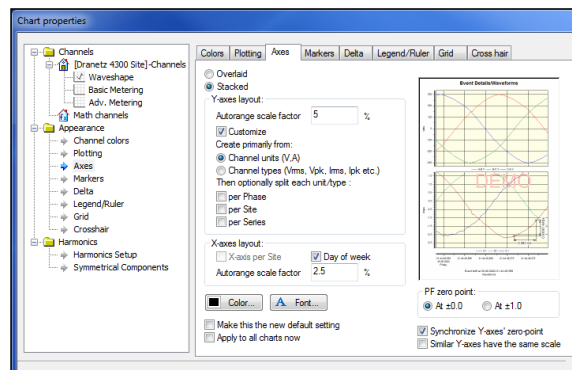 Chart properties
Channels
[Dranetz 4300 Site]-Channels
Waveshape
Basic Metering
Adv. Metering
Math channels
Appearance
Channel colors
Plotting
Axes
Markers
Delta
Legend/Ruler
Grid
Crosshair
Harmonics
Harmonics Setup
Symmetrical Components
Colors Plotting Axes Markers Delta Legend/Ruler Grid Cross hair
Overlaid
Stacked
Y-axes layout:
Autorange scale factor 5 %
Customize
Create primarily from:
Channel units (V,A)
Channel types (Vrms, Vpk, Irms, Ipk etc.)
Then optionally split each unit/type :
per Phase
per Site
per Series
X-axes layout:
X-axis per Site Day of week
Autorange scale factor 2.5 %
Color... A Font...
Make this the new default setting
Apply to all charts now
Event Details/Waveforms
DEMO
PF zero point:
At ±0.0 At ±1.0
Synchronize Y-axes' zero-point
Similar Y-axes have the same scale